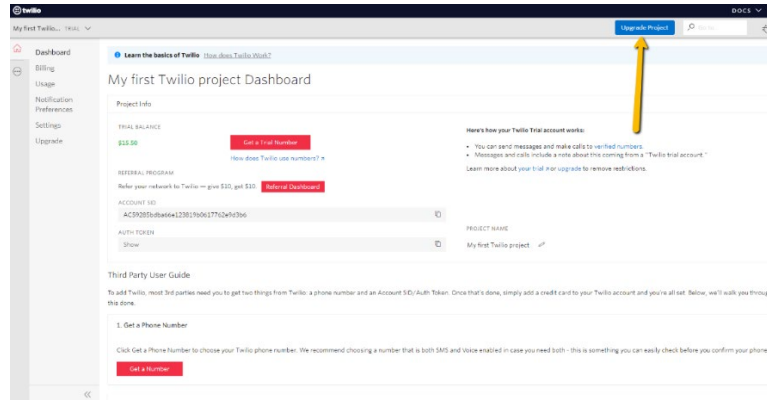 twilio
DOCS
My first Twilio... TRIAL
Upgrade Project
Dashboard
Billing
Usage
Notification
Preferences
Settings
Upgrade
Learn the basics of Twilio How does Twilio Work?
My first Twilio project Dashboard
Project Info
TRIAL BALANCE
$15.50
Get a Trial Number
How does Twilio use numbers?
Here's how your Twilio Trial account works:
You can send messages and make calls to verified numbers.
Messages and calls include a note about this coming from a "Twilio trial account."
Learn more about your trial or upgrade to remove restrictions.
REFERRAL PROGRAM
Refer your network to Twilio — give $10, get $10. Referral Dashboard
ACCOUNT SID
AUTH TOKEN
Show
PROJECT NAME
My first Twilio project
Third Party User Guide
To add Twilio, most 3rd parties need you to get two things from Twilio: a phone number and an Account SID/Auth Token. Once that's done, simply add a credit card to your Twilio account and you're all set. Below, we'll walk you throug
this done.
1. Get a Phone Number
Click Get a Phone Number to choose your Twilio phone number. We recommend choosing a number that is both SMS and Voice enabled in case you need both - this is something you can easily check before you confirm your phone
Get a Number